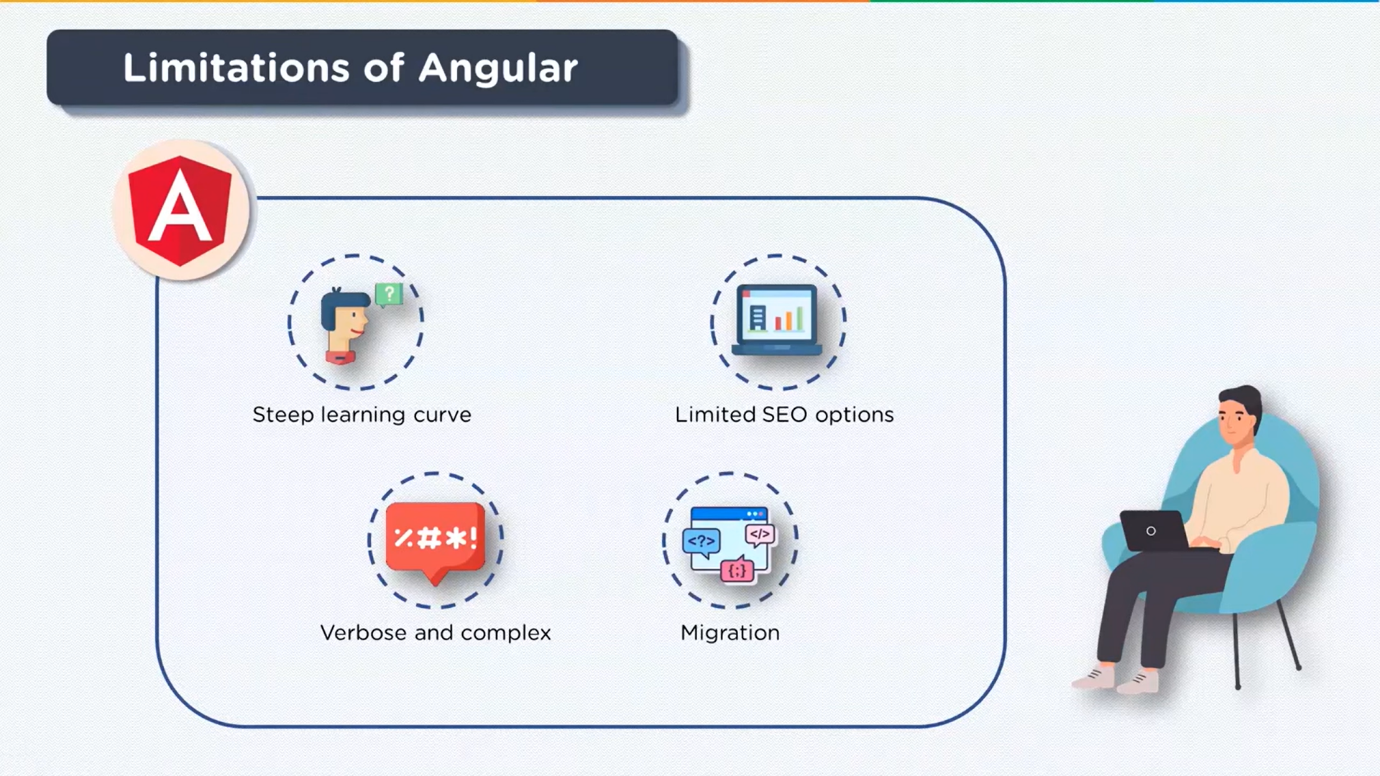 Limitations of Angular
A
?
Steep learning curve
Limited SEO options
%#*!
<?>
</>
{;}
Verbose and complex
Migration